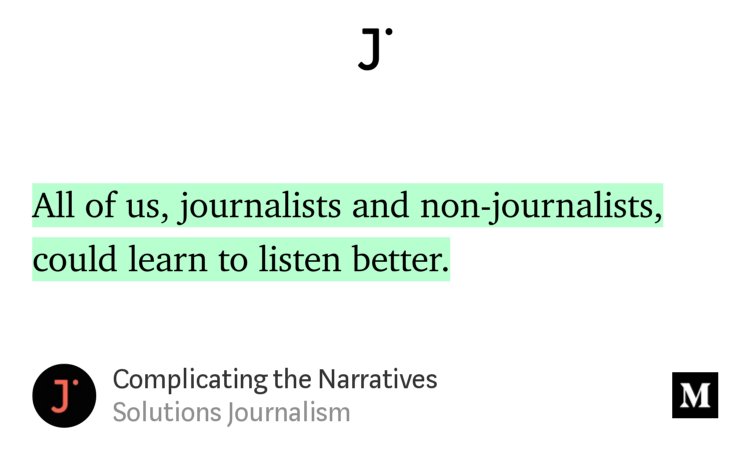 J
All of us, journalists and non-journalists,
could learn to listen better.
J
Complicating the Narratives
Solutions Journalism
M